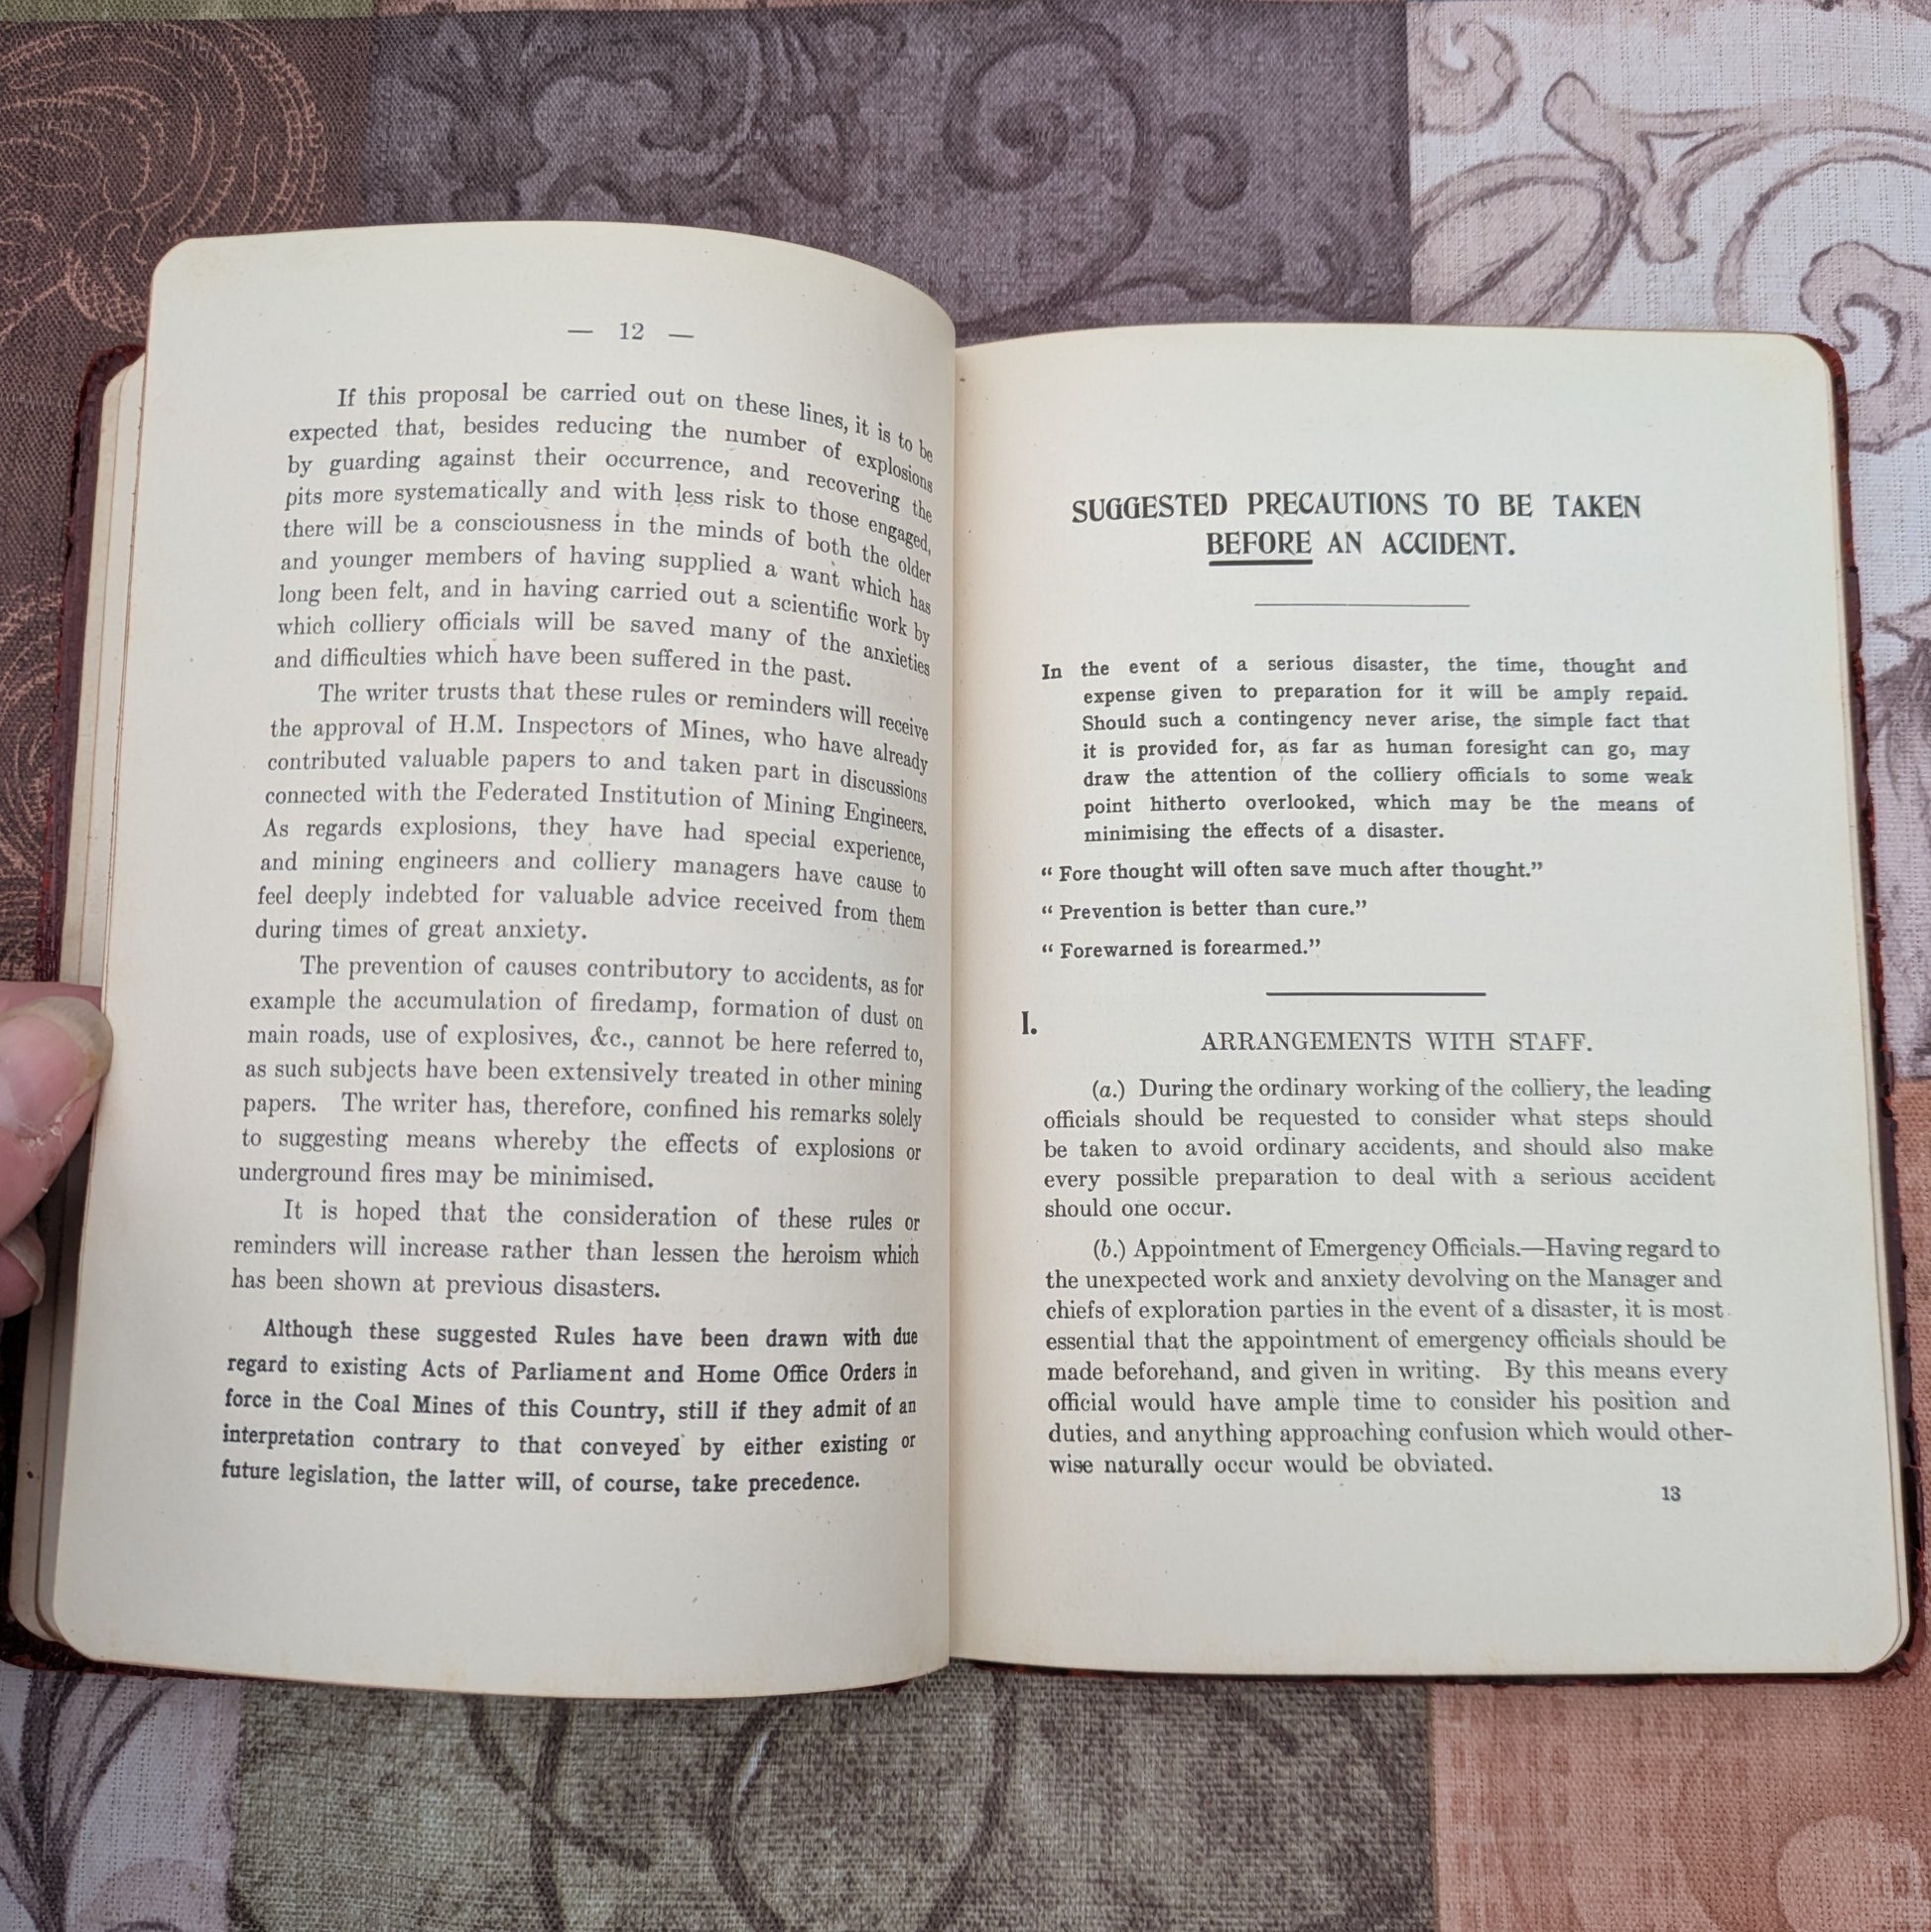 — 12 —
If this proposal be carried out on these lines, it is to be
expected that, besides reducing the number of explosions
by guarding against their occurrence, and recovering the
pits more systematically and with less risk to those engaged,
there will be a consciousness in the minds of both the older
and younger members of having supplied a want which has
long been felt, and in having carried out a scientific work by
which colliery officials will be saved many of the anxieties
and difficulties which have been suffered in the past.
The writer trusts that these rules or reminders will receive
the approval of H.M. Inspectors of Mines, who have already
contributed valuable papers to and taken part in discussions
connected with the Federated Institution of Mining Engineers.
As regards explosions, they have had special experience,
and mining engineers and colliery managers have cause to
feel deeply indebted for valuable advice received from them
during times of great anxiety.
The prevention of causes contributory to accidents, as for
example the accumulation of firedamp, formation of dust on
main roads, use of explosives, &c., cannot be here referred to,
as such subjects have been extensively treated in other mining
papers. The writer has, therefore, confined his remarks solely
to suggesting means whereby the effects of explosions or
underground fires may be minimised.
It is hoped that the consideration of these rules or
reminders will increase rather than lessen the heroism which
has been shown at previous disasters.
Although these suggested Rules have been drawn with due
regard to existing Acts of Parliament and Home Office Orders in
force in the Coal Mines of this Country, still if they admit of an
interpretation contrary to that conveyed by either existing or
future legislation, the latter will, of course, take precedence.
SUGGESTED PRECAUTIONS TO BE TAKEN
BEFORE AN ACCIDENT.
In the event of a serious disaster, the time, thought and
expense given to preparation for it will be amply repaid.
Should such a contingency never arise, the simple fact that
it is provided for, as far as human foresight can go, may
draw the attention of the colliery officials to some weak
point hitherto overlooked, which may be the means of
minimising the effects of a disaster.
“ Fore thought will often save much after thought.”
“ Prevention is better than cure.”
“ Forewarned is forearmed.”
I.
ARRANGEMENTS WITH STAFF.
(a.) During the ordinary working of the colliery, the leading
officials should be requested to consider what steps should
be taken to avoid ordinary accidents, and should also make
every possible preparation to deal with a serious accident
should one occur.
(b.) Appointment of Emergency Officials.—Having regard to
the unexpected work and anxiety devolving on the Manager and
chiefs of exploration parties in the event of a disaster, it is most
essential that the appointment of emergency officials should be
made beforehand, and given in writing. By this means every
official would have ample time to consider his position and
duties, and anything approaching confusion which would other-
wise naturally occur would be obviated.
13